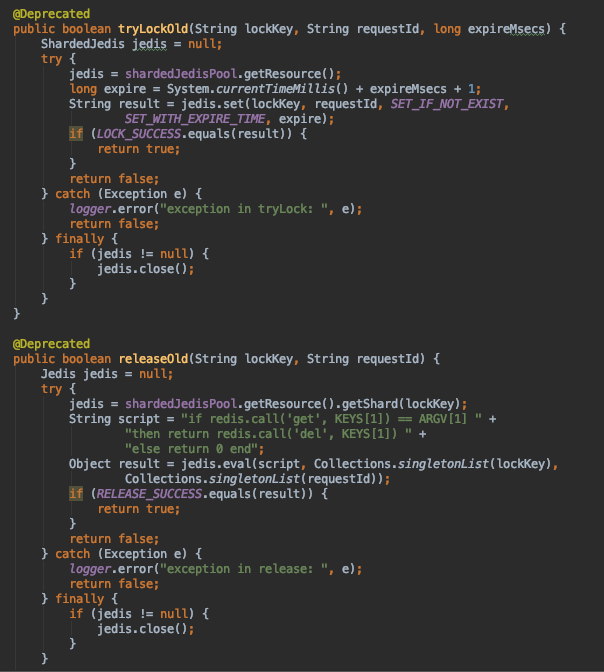 @Deprecated
public boolean tryLockOld(String lockKey, String requestId, long expireMsecs) {
    ShardedJedis jedis = null;
    try {
        jedis = shardedJedisPool.getResource();
        long expire = System.currentTimeMillis() + expireMsecs + 1;
        String result = jedis.set(lockKey, requestId, SET_IF_NOT_EXIST,
                SET_WITH_EXPIRE_TIME, expire);
        if (LOCK_SUCCESS.equals(result)) {
            return true;
        }
        return false;
    } catch (Exception e) {
        logger.error("exception in tryLock: ", e);
        return false;
    } finally {
        if (jedis != null) {
            jedis.close();
        }
    }
}
@Deprecated
public boolean releaseOld(String lockKey, String requestId) {
    Jedis jedis = null;
    try {
        jedis = shardedJedisPool.getResource().getShard(lockKey);
        String script = "if redis.call('get', KEYS[1]) == ARGV[1] " +
                "then return redis.call('del', KEYS[1]) " +
                "else return 0 end";
        Object result = jedis.eval(script, Collections.singletonList(lockKey),
                Collections.singletonList(requestId));
        if (RELEASE_SUCCESS.equals(result)) {
            return true;
        }
        return false;
    } catch (Exception e) {
        logger.error("exception in release: ", e);
        return false;
    } finally {
        if (jedis != null) {
            jedis.close();
        }
    }